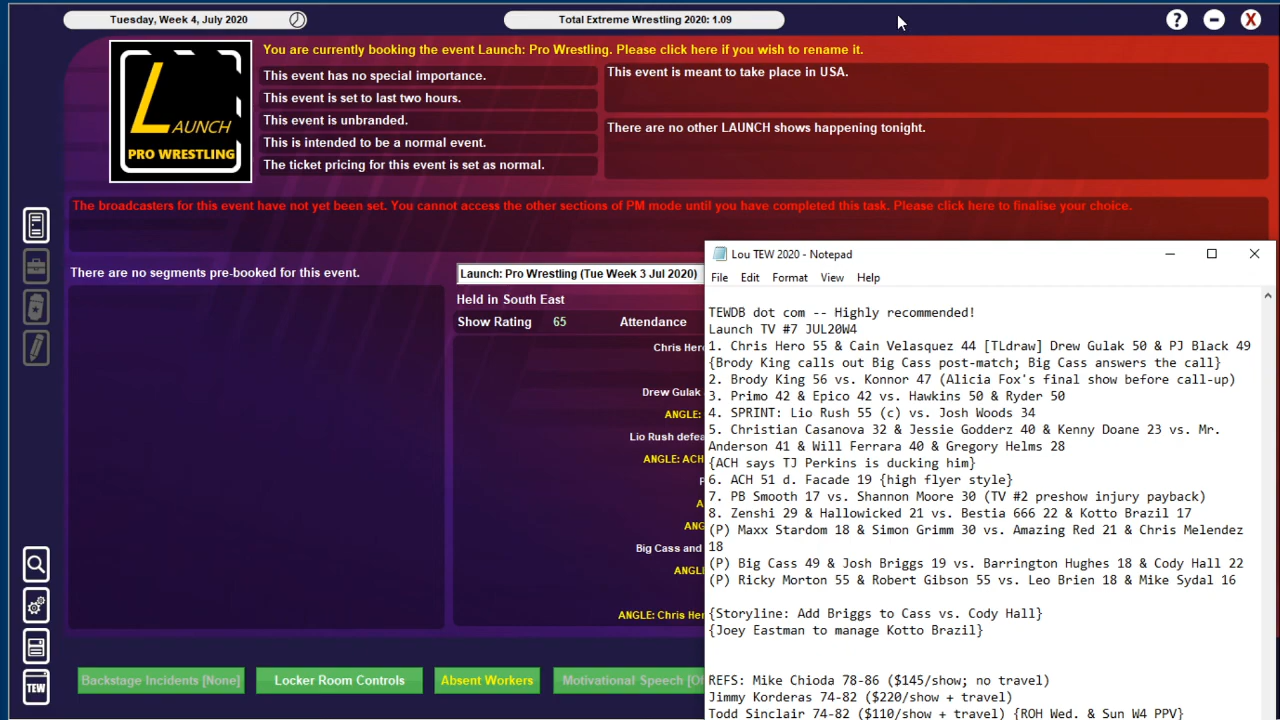 Tuesday, Week 4, July 2020
Total Extreme Wrestling 2020: 1.09
? X
LAUNCH
PRO WRESTLING
You are currently booking the event Launch: Pro Wrestling. Please click here if you wish to rename it.
This event has no special importance.
This event is set to last two hours.
This event is unbranded.
This is intended to be a normal event.
The ticket pricing for this event is set as normal.
This event is meant to take place in USA.
There are no other LAUNCH shows happening tonight.
The broadcasters for this event have not yet been set. You cannot access the other sections of PM mode until you have completed this task. Please click here to finalise your choice.
There are no segments pre-booked for this event.
Launch: Pro Wrestling (Tue Week 3 Jul 2020)
Held in South East
Show Rating 65 Attendance
Chris Her
Drew Gulak
ANGLE:
Lio Rush defea
ANGLE: ACH
P
A
ANG
Big Cass and
ANGL
ANGLE: Chris Her
Backstage Incidents [None]
Locker Room Controls
Absent Workers
Motivational Speech [O
TEW
Lou TEW 2020 - Notepad
File Edit Format View Help
TEWDB dot com -- Highly recommended!
Launch TV #7 JUL20W4
1. Chris Hero 55 & Cain Velasquez 44 [TLdraw] Drew Gulak 50 & PJ Black 49
{Brody King calls out Big Cass post-match; Big Cass answers the call}
2. Brody King 56 vs. Konnor 47 (Alicia Fox's final show before call-up)
3. Primo 42 & Epico 42 vs. Hawkins 50 & Ryder 50
4. SPRINT: Lio Rush 55 (c) vs. Josh Woods 34
5. Christian Casanova 32 & Jessie Godderz 40 & Kenny Doane 23 vs. Mr.
Anderson 41 & Will Ferrara 40 & Gregory Helms 28
{ACH says TJ Perkins is ducking him}
6. ACH 51 d. Facade 19 {high flyer style}
7. PB Smooth 17 vs. Shannon Moore 30 (TV #2 preshow injury payback)
8. Zenshi 29 & Hallowicked 21 vs. Bestia 666 22 & Kotto Brazil 17
(P) Maxx Stardom 18 & Simon Grimm 30 vs. Amazing Red 21 & Chris Melendez
18
(P) Big Cass 49 & Josh Briggs 19 vs. Barrington Hughes 18 & Cody Hall 22
(P) Ricky Morton 55 & Robert Gibson 55 vs. Leo Brien 18 & Mike Sydal 16
{Storyline: Add Briggs to Cass vs. Cody Hall}
{Joey Eastman to manage Kotto Brazil}
REFS: Mike Chioda 78-86 ($145/show; no travel)
Jimmy Korderas 74-82 ($220/show + travel)
Todd Sinclair 74-82 ($110/show + travel) {ROH Wed. & Sun W4 PPV}